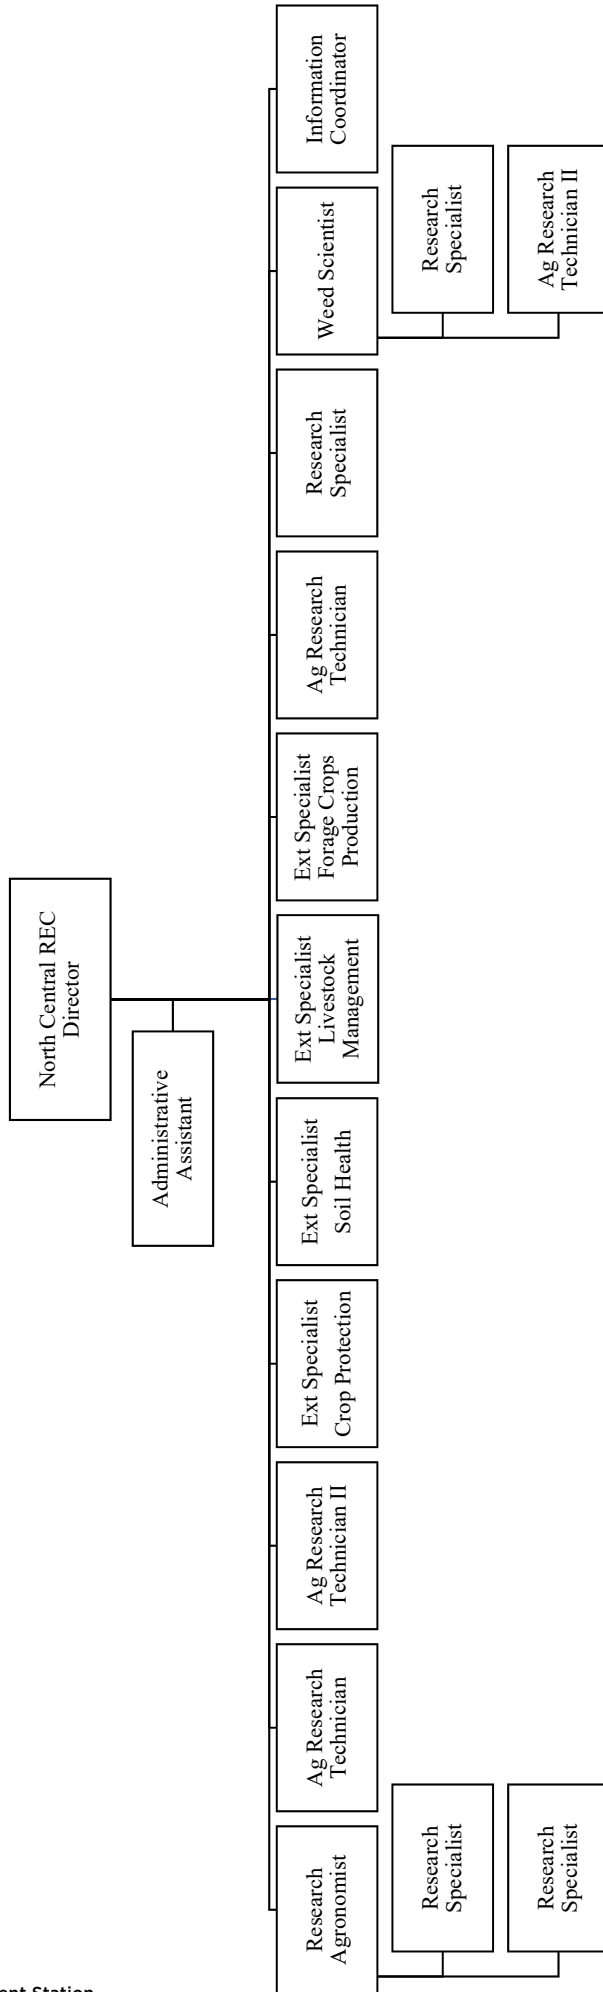 North Central REC
Director
Administrative
Assistant
Research
Agronomist
Ag Research
Technician
Ag Research
Technician II
Ext Specialist
Crop Protection
Ext Specialist
Soil Health
Ext Specialist
Livestock
Management
Ext Specialist
Forage Crops
Production
Ag Research
Technician
Research
Specialist
Weed Scientist
Information
Coordinator
Research
Specialist
Research
Specialist
Research
Specialist
Ag Research
Technician II
Station